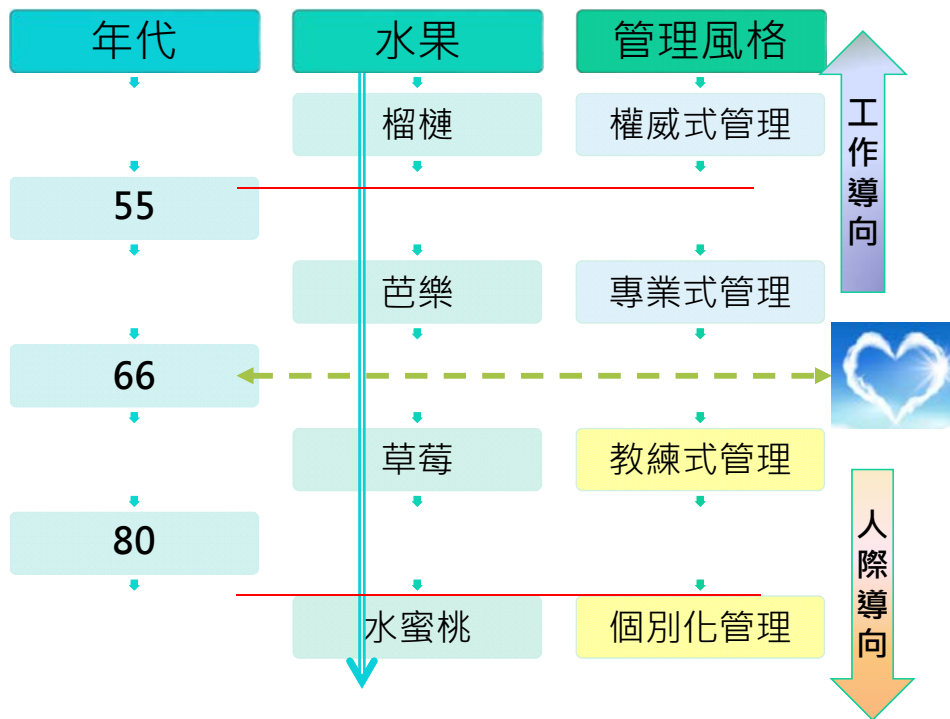 年代
水果
管理風格
榴槤
權威式管理
55
芭樂
專業式管理
66
草莓
教練式管理
80
水蜜桃
個別化管理
工作導向
人際導向